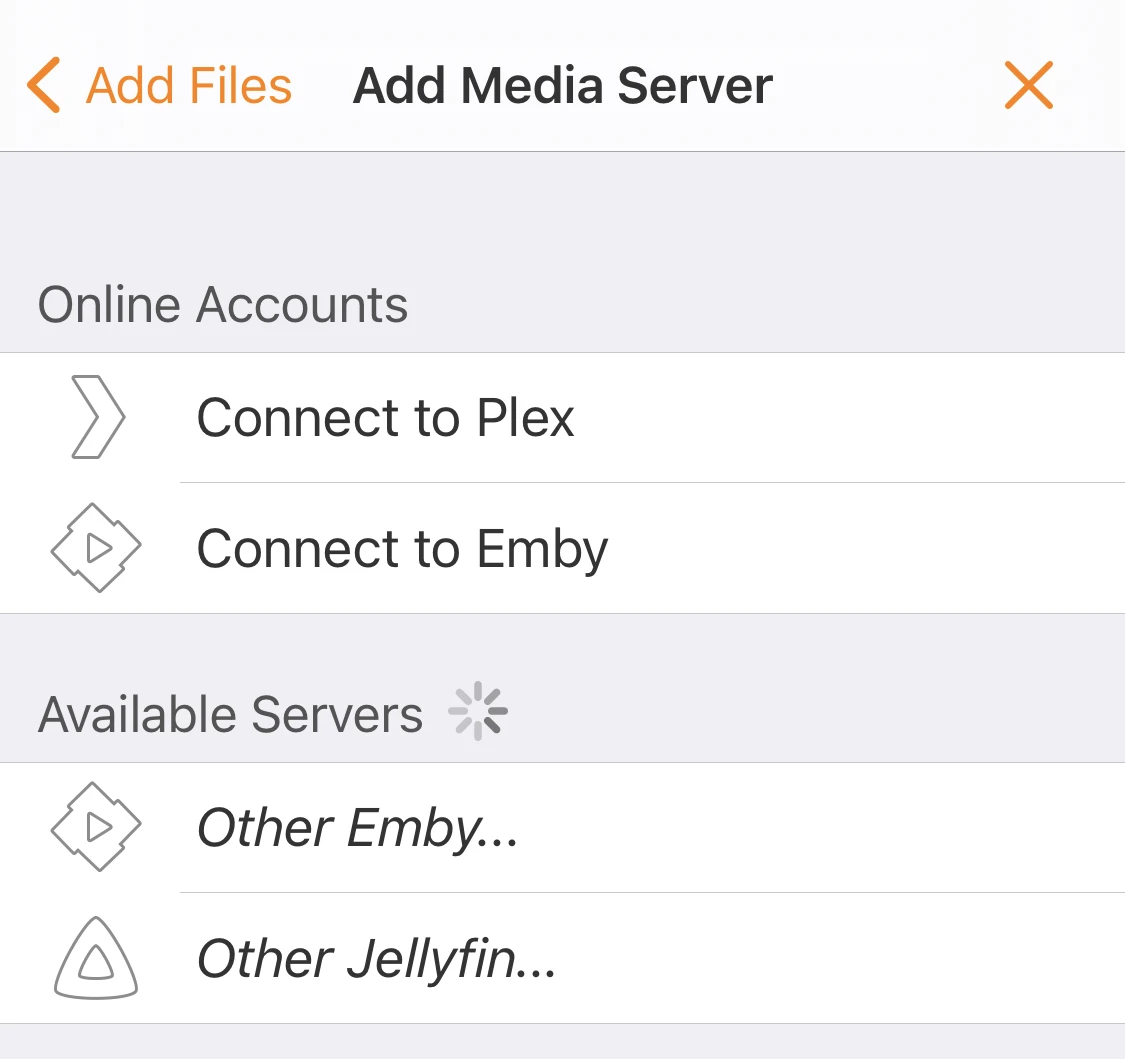 Add Files Add Media Server
Online Accounts
Connect to Plex
Connect to Emby
Available Servers
Other Emby...
Other Jellyfin...